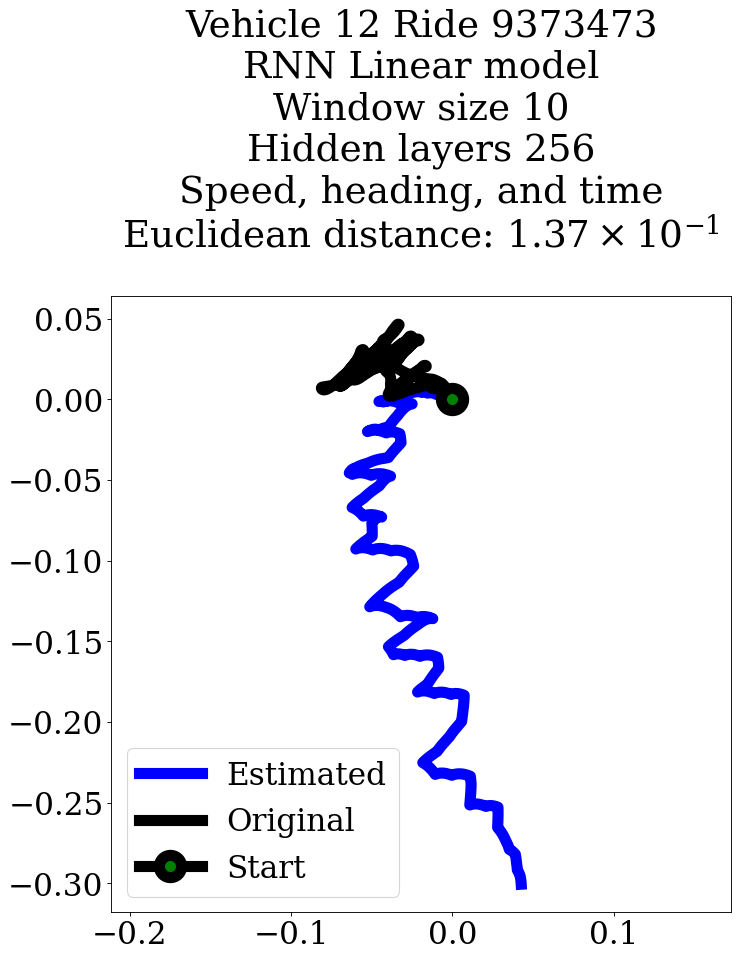 Vehicle 12 Ride 9373473
RNN Linear model
Window size 10
Hidden layers 256
Speed, heading, and time
Euclidean distance: 1.37 × 10⁻¹
0.05
0.00
−0.05
−0.10
−0.15
−0.20
−0.25
−0.30
Estimated
Original
Start
−0.2
−0.1
0.0
0.1